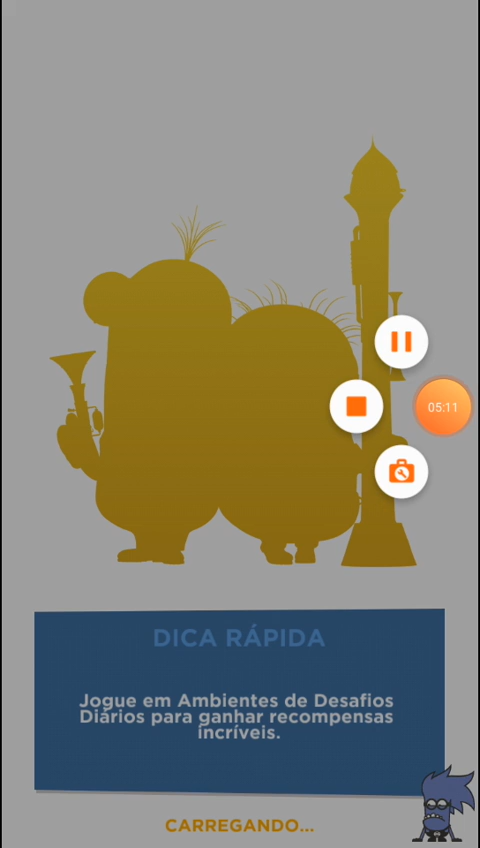 05:11
DICA RÁPIDA
Jogue em Ambientes de Desafios
Diários para ganhar recompensas
incríveis.
CARREGANDO...